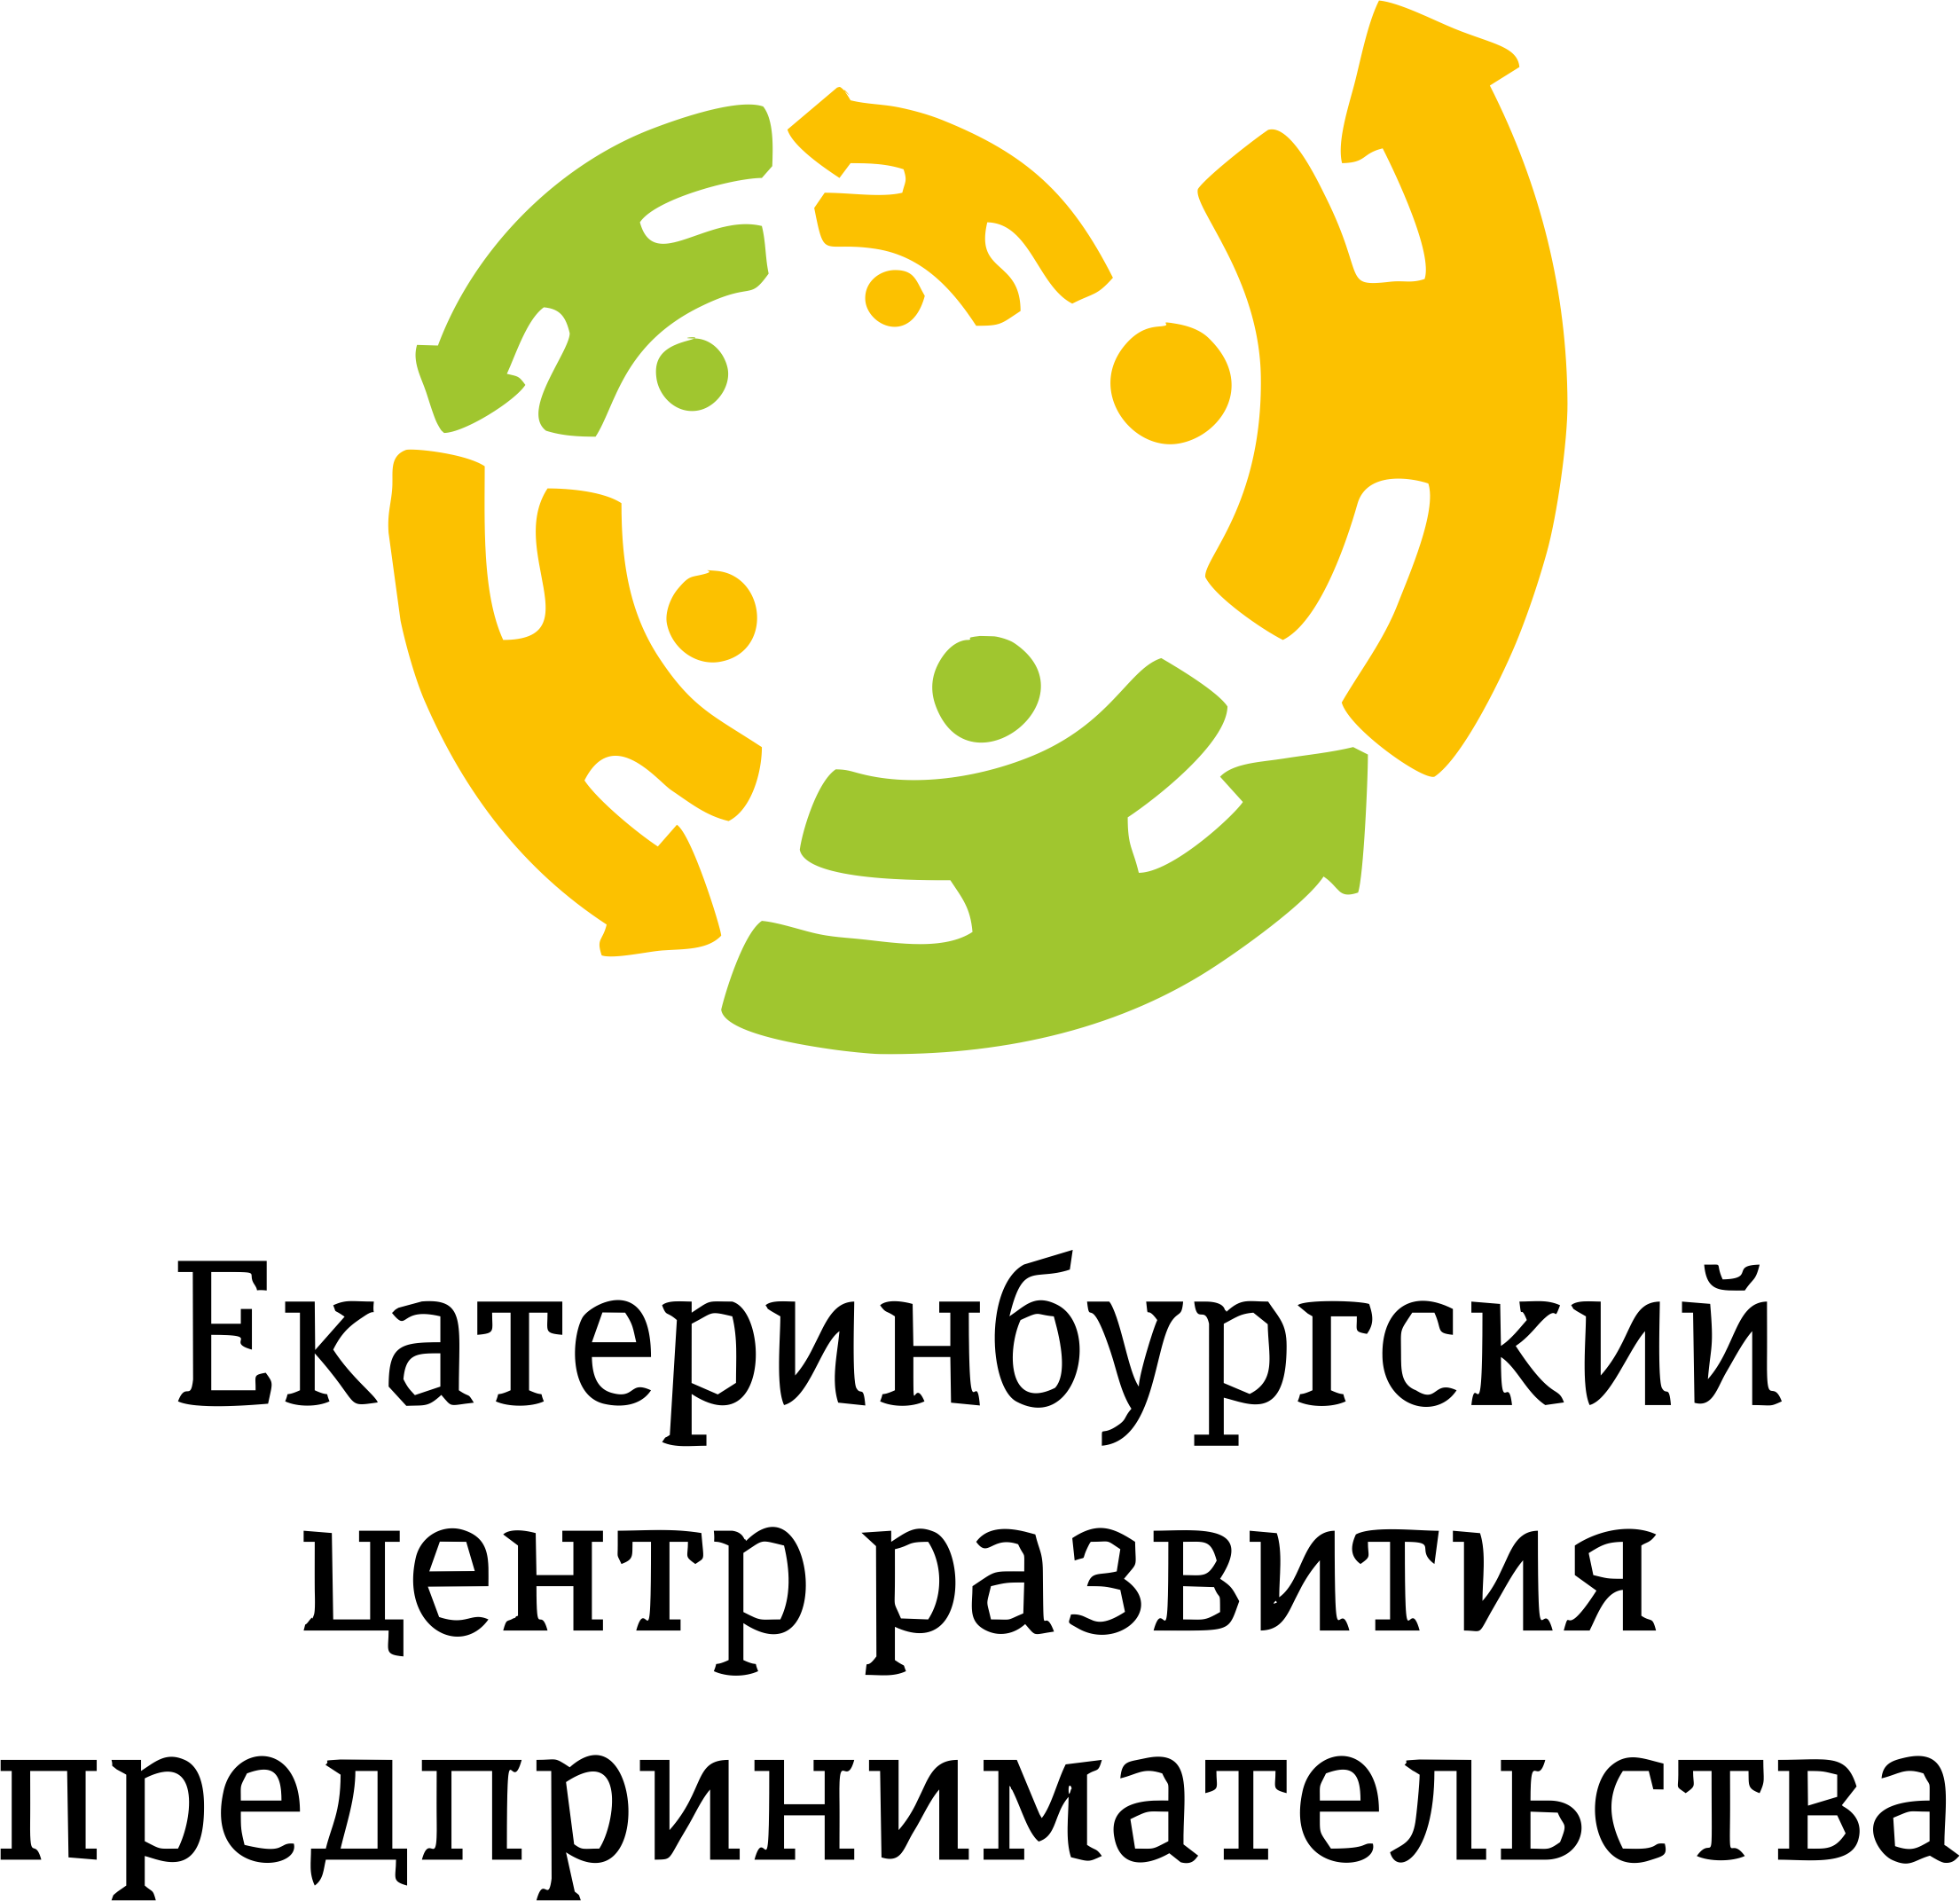 Екатеринбургский
центр развития
предпринимательства